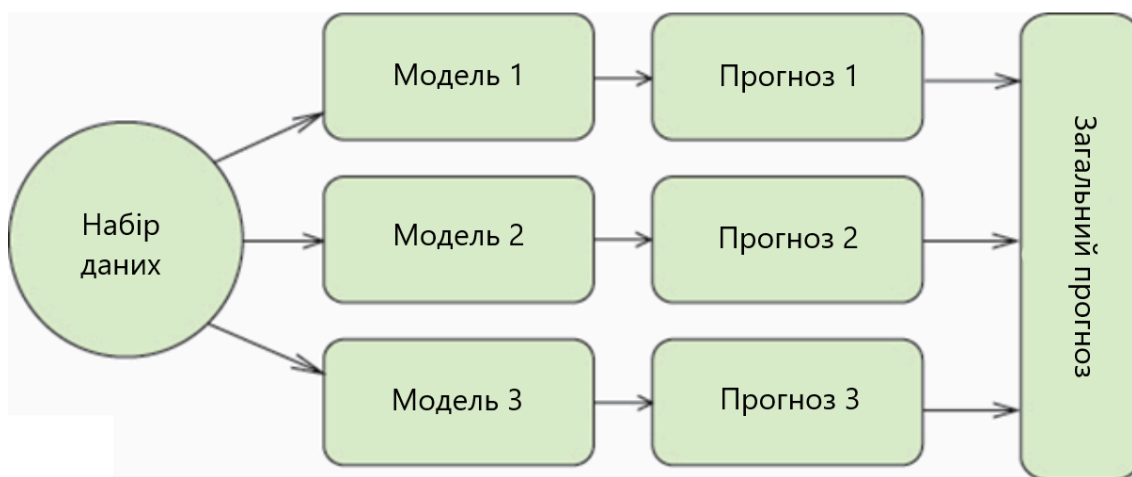 Набір
даних
Модель 1
Прогноз 1
Модель 2
Прогноз 2
Модель 3
Прогноз 3
Загальний прогноз